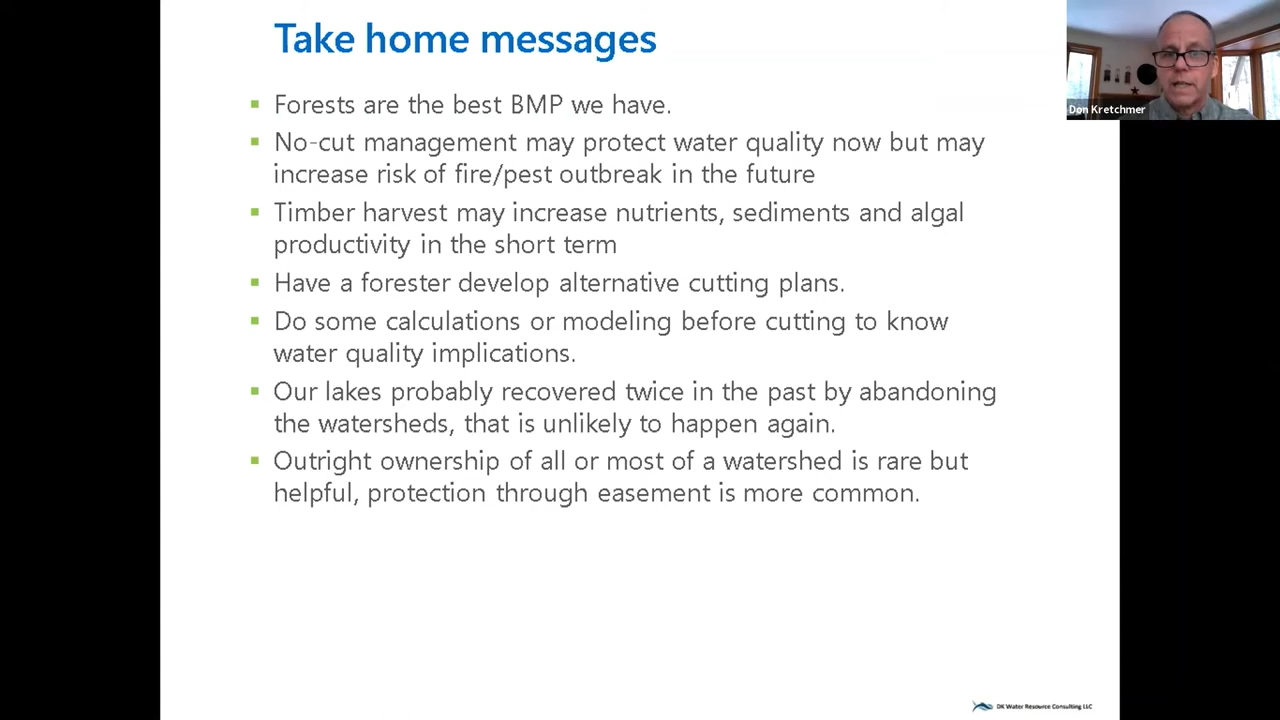 Take home messages
Don Kretchmer
Forests are the best BMP we have.
No-cut management may protect water quality now but may
increase risk of fire/pest outbreak in the future
Timber harvest may increase nutrients, sediments and algal
productivity in the short term
Have a forester develop alternative cutting plans.
Do some calculations or modeling before cutting to know
water quality implications.
Our lakes probably recovered twice in the past by abandoning
the watersheds, that is unlikely to happen again.
Outright ownership of all or most of a watershed is rare but
helpful, protection through easement is more common.
DK Water Resource Consulting LLC